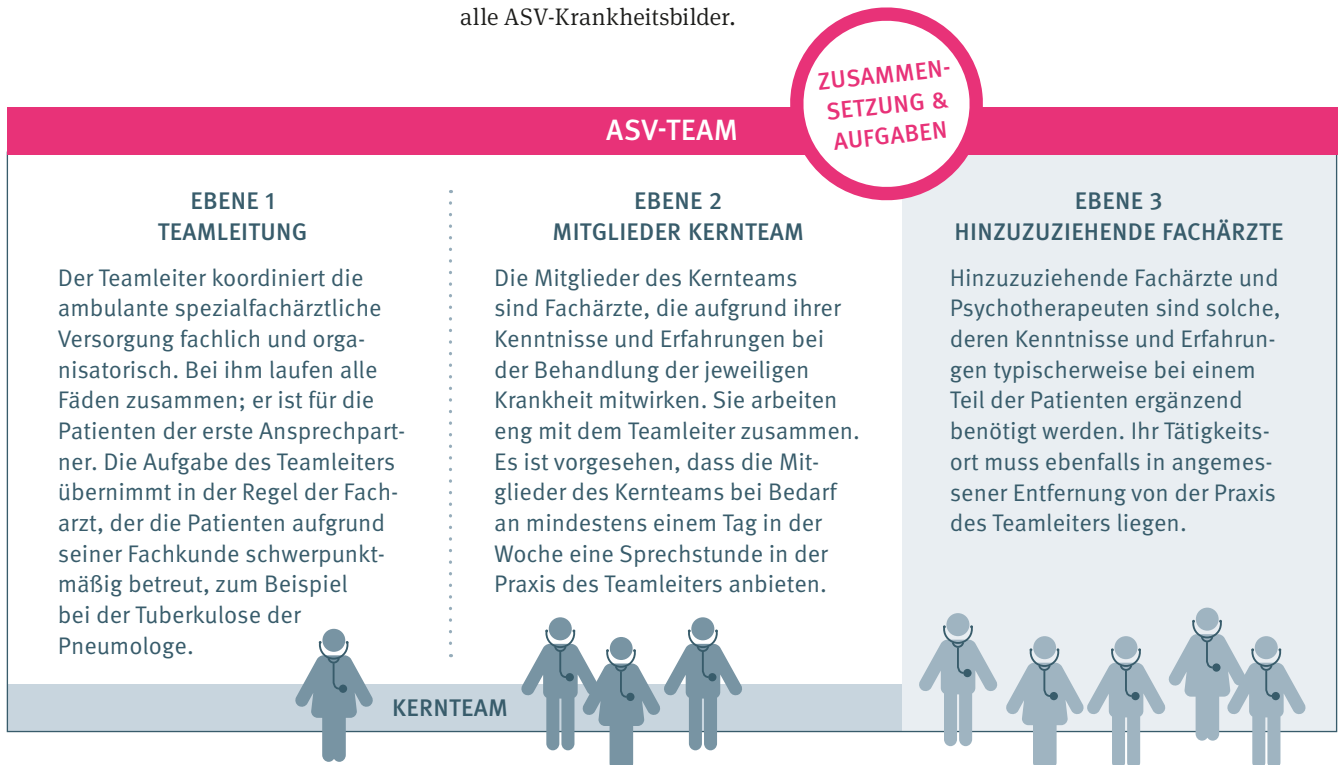 alle ASV-Krankheitsbilder.
ZUSAMMEN-
SETZUNG &
AUFGABEN
ASV-TEAM
EBENE 1
TEAMLEITUNG
Der Teamleiter koordiniert die
ambulante spezialfachärztliche
Versorgung fachlich und orga-
nisatorisch. Bei ihm laufen alle
Fäden zusammen; er ist für die
Patienten der erste Ansprechpart-
ner. Die Aufgabe des Teamleiters
übernimmt in der Regel der Fach-
arzt, der die Patienten aufgrund
seiner Fachkunde schwerpunkt-
mäßig betreut, zum Beispiel
bei der Tuberkulose der
Pneumologe.
EBENE 2
MITGLIEDER KERNTEAM
Die Mitglieder des Kernteams
sind Fachärzte, die aufgrund ihrer
Kenntnisse und Erfahrungen bei
der Behandlung der jeweiligen
Krankheit mitwirken. Sie arbeiten
eng mit dem Teamleiter zusammen.
Es ist vorgesehen, dass die Mit-
glieder des Kernteams bei Bedarf
an mindestens einem Tag in der
Woche eine Sprechstunde in der
Praxis des Teamleiters anbieten.
KERNTEAM
EBENE 3
HINZUZUZIEHENDE FACHÄRZTE
Hinzuzuziehende Fachärzte und
Psychotherapeuten sind solche,
deren Kenntnisse und Erfahrun-
gen typischerweise bei einem
Teil der Patienten ergänzend
benötigt werden. Ihr Tätigkeits-
ort muss ebenfalls in angemes-
sener Entfernung von der Praxis
des Teamleiters liegen.